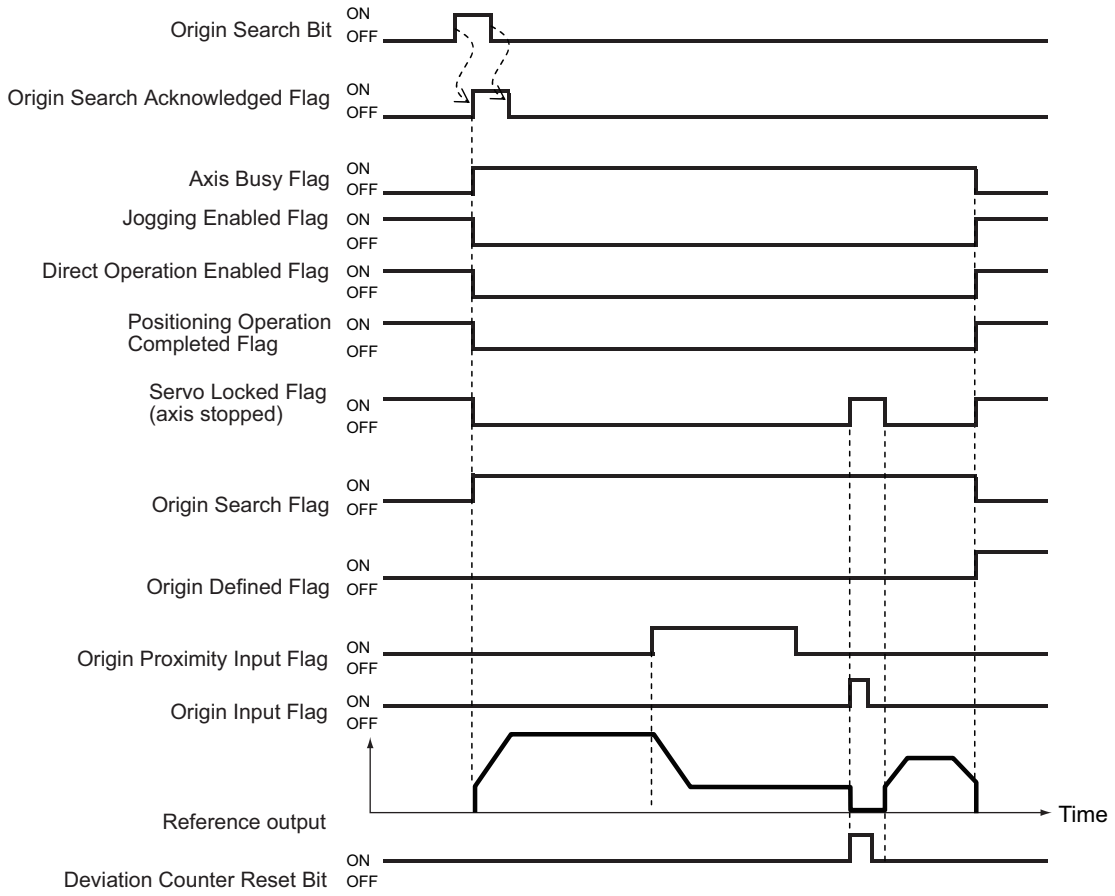 Origin Search Bit
ON
OFF
Origin Search Acknowledged Flag
ON
OFF
Axis Busy Flag
ON
OFF
Jogging Enabled Flag
ON
OFF
Direct Operation Enabled Flag
ON
OFF
Positioning Operation
Completed Flag
ON
OFF
Servo Locked Flag
(axis stopped)
ON
OFF
Origin Search Flag
ON
OFF
Origin Defined Flag
ON
OFF
Origin Proximity Input Flag
ON
OFF
Origin Input Flag
ON
OFF
Reference output
Time
Deviation Counter Reset Bit
ON
OFF